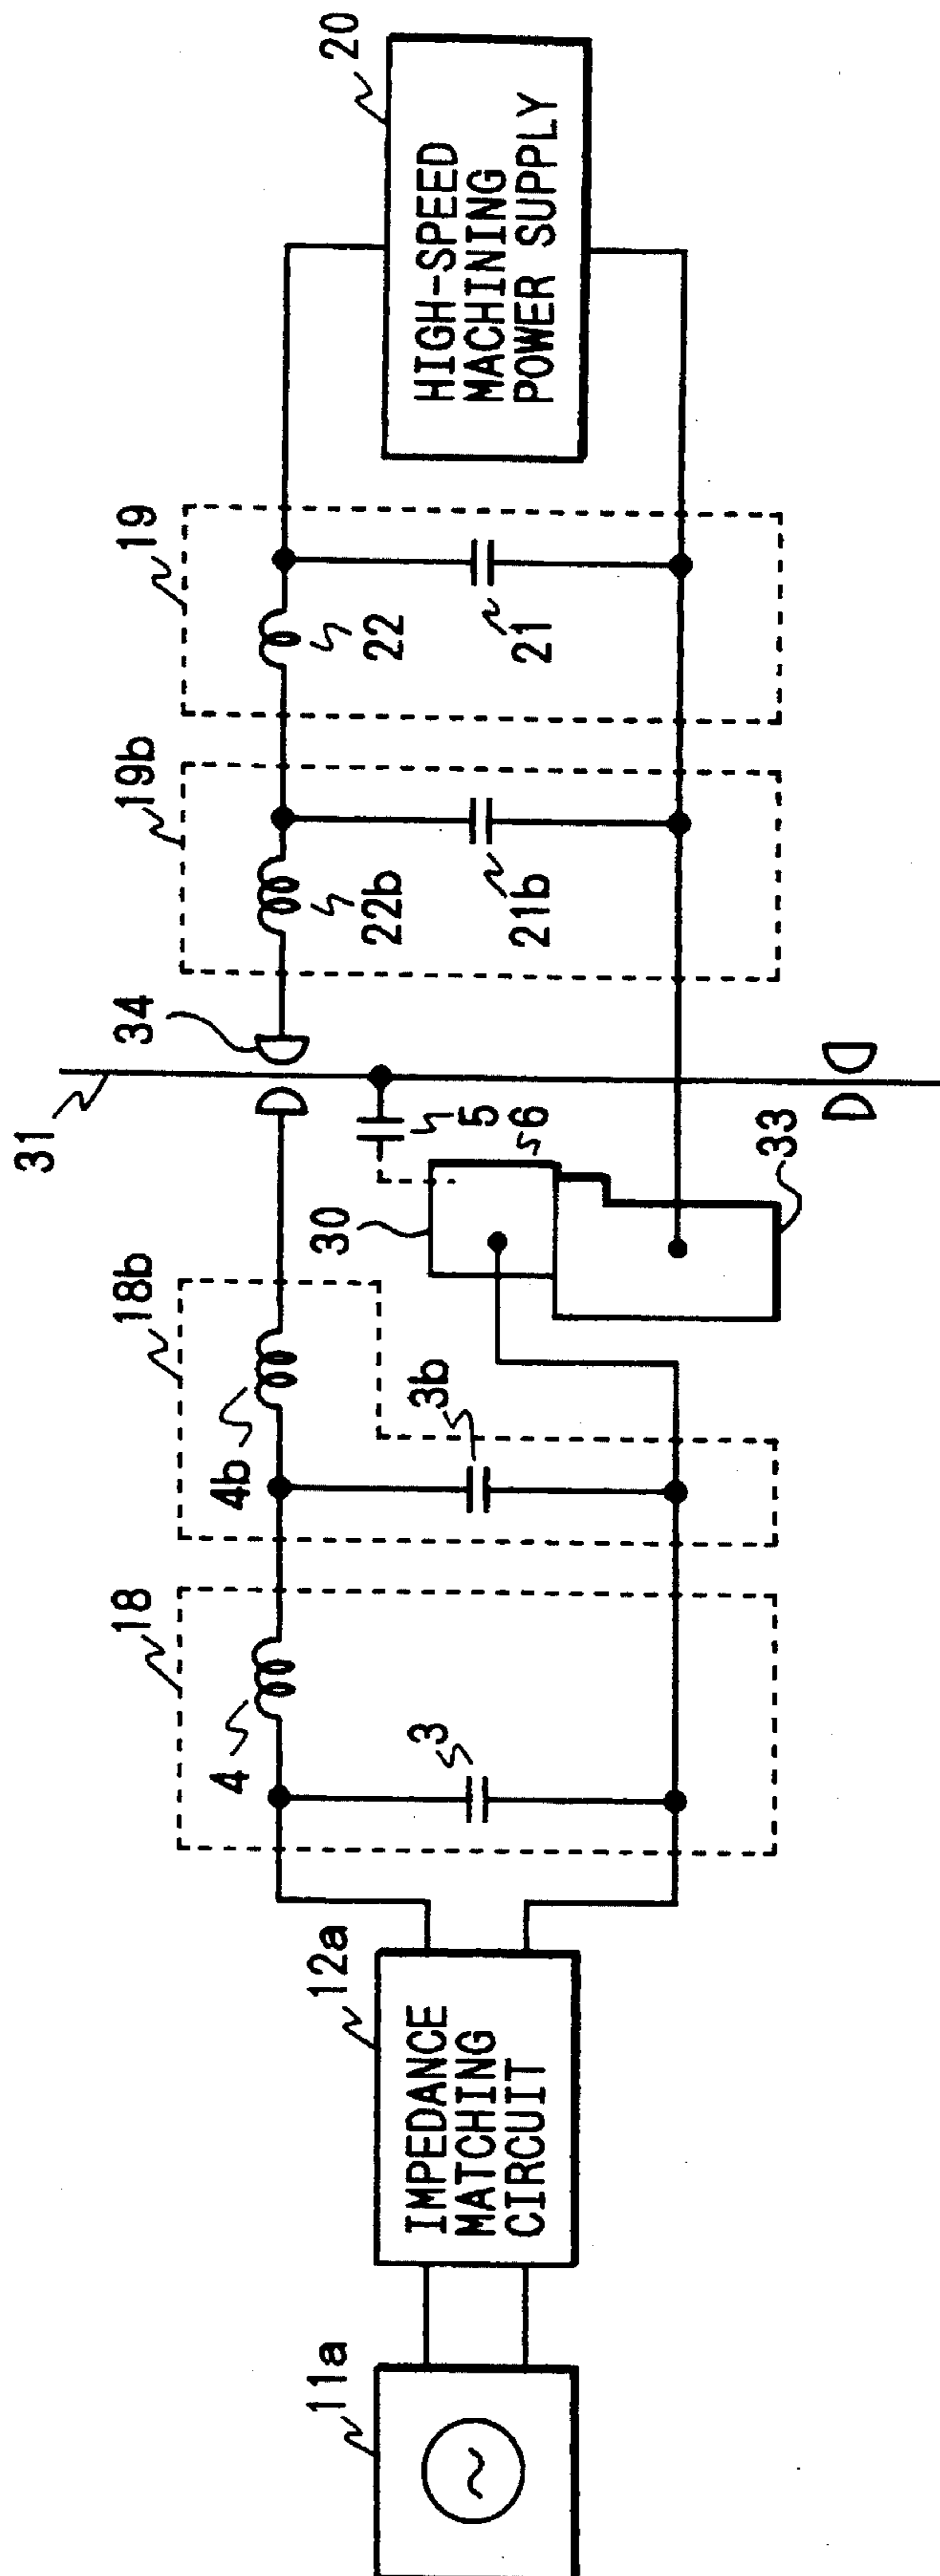 20
HIGH-SPEED
MACHINING
POWER SUPPLY
19
22
21
19b
22b
21b
34
31
5
6
30
33
18b
4b
3b
18
4
3
12a
IMPEDANCE
MATCHING
CIRCUIT
11a
~